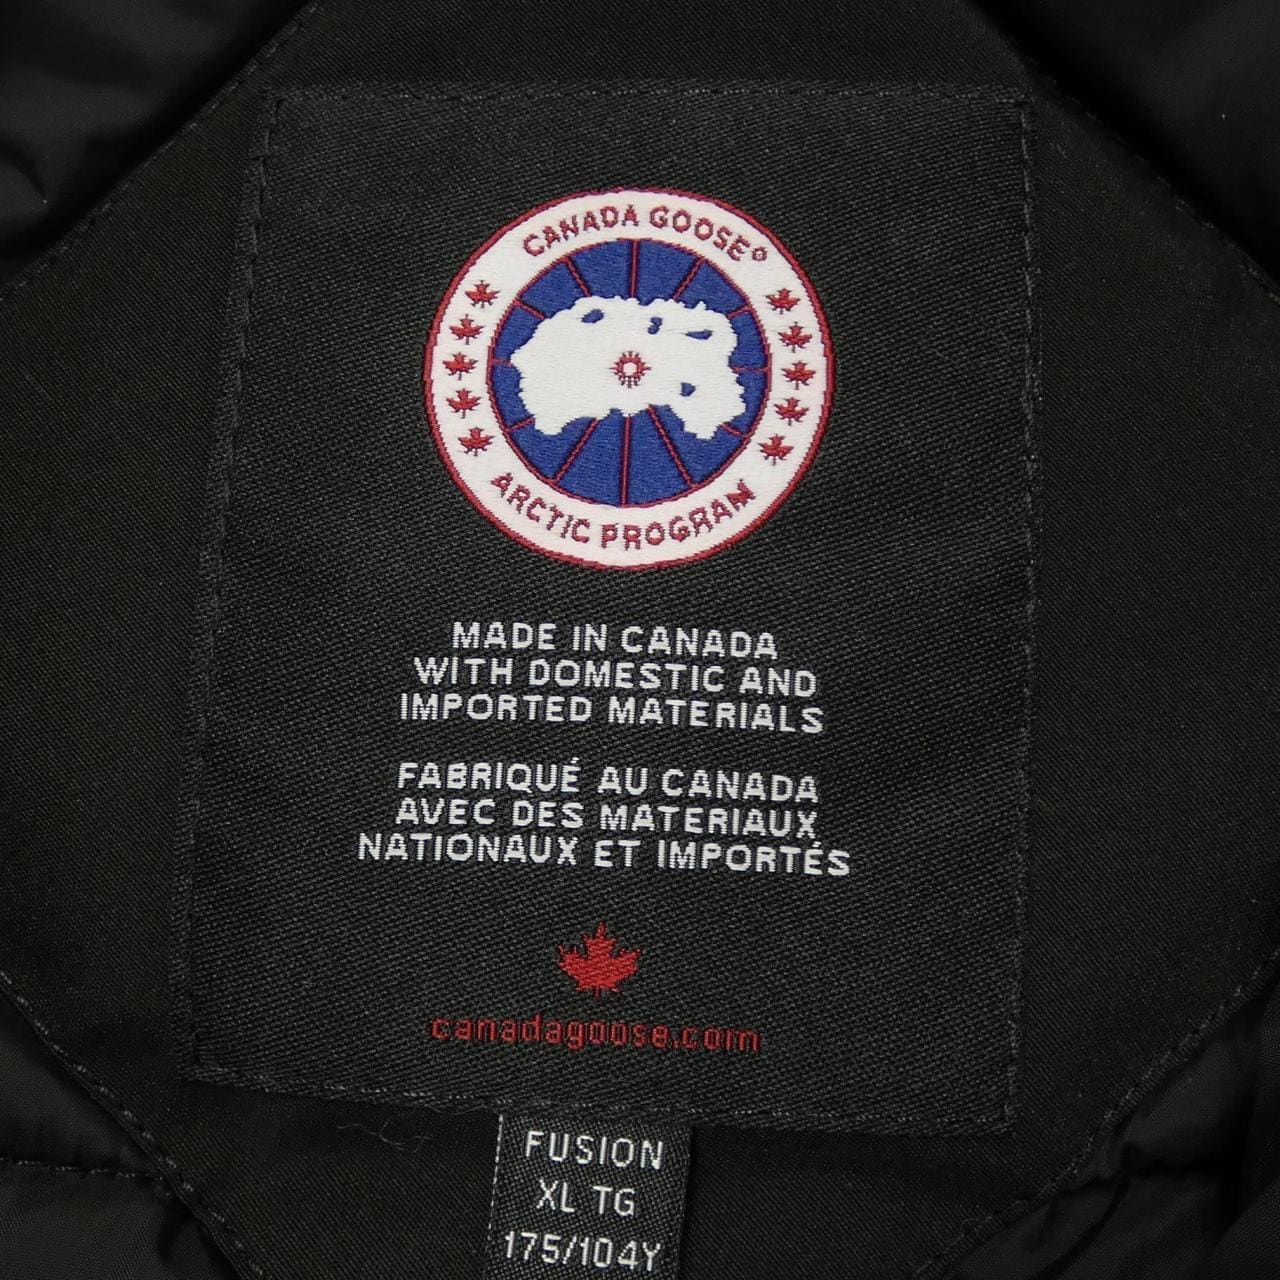 CANADA GOOSE
ARCTIC PROGRAM
MADE IN CANADA
WITH DOMESTIC AND
IMPORTED MATERIALS
FABRIQUÉ AU CANADA
AVEC DES MATERIAUX
NATIONAUX ET IMPORTÉS
canadagoose.com
FUSION
XL TG
175/104Y